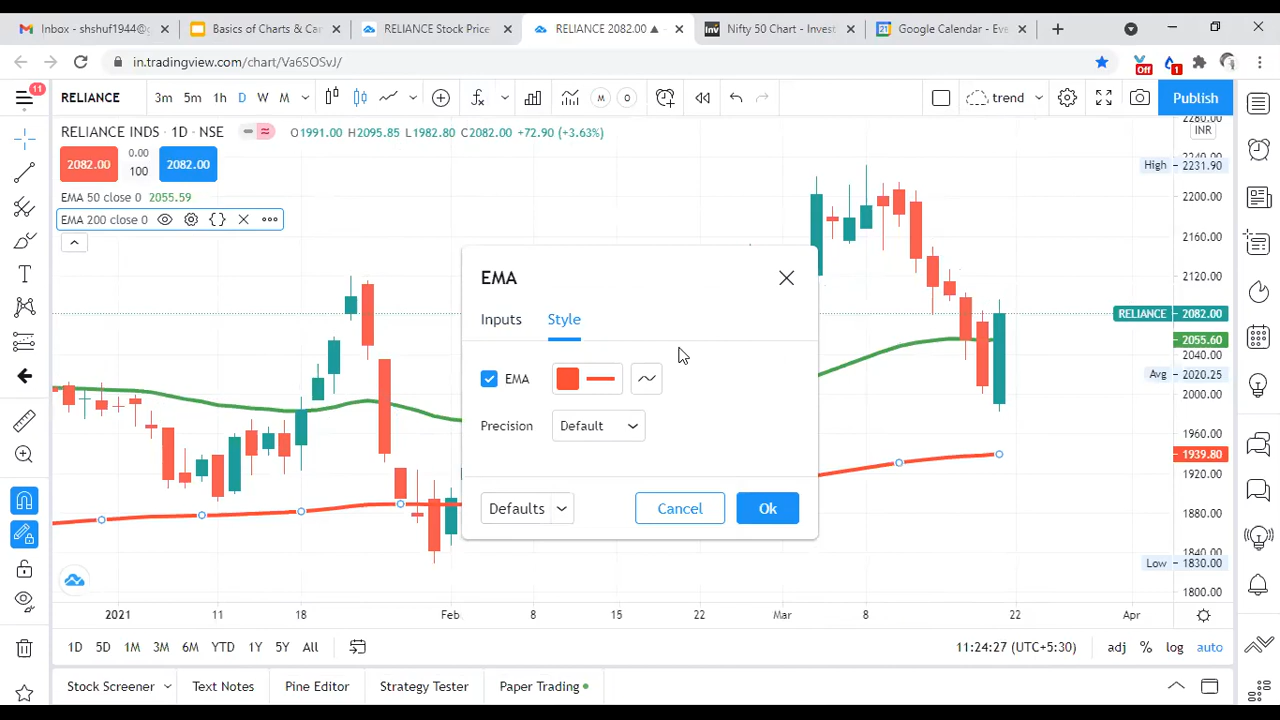 Inbox - shshuf1944@g
Basics of Charts & Can
RELIANCE Stock Price
RELIANCE 2082.00 ▲
Nifty 50 Chart - Invest
Google Calendar - Eve
in.tradingview.com/chart/Va6SOSvJ/
Off
1
11
RELIANCE
3m
5m
1h
D
W
M
M
O
trend
Publish
RELIANCE INDS · 1D · NSE
O1991.00 H2095.85 L1982.80 C2082.00 +72.90 (+3.63%)
INR
2082.00
0.00
100
2082.00
EMA 50 close 0 2055.59
EMA 200 close 0
EMA
Inputs
Style
EMA
Precision
Default
Defaults
Cancel
Ok
2240.00
High 2231.90
2200.00
2160.00
2120.00
RELIANCE 2082.00
2055.60
2040.00
Avg 2020.25
2000.00
1960.00
1939.80
1920.00
1880.00
1840.00
Low 1830.00
1800.00
2021
11
18
Feb
8
15
22
Mar
8
22
Apr
1D
5D
1M
3M
6M
YTD
1Y
5Y
All
11:24:27 (UTC+5:30)
adj
%
log
auto
Stock Screener
Text Notes
Pine Editor
Strategy Tester
Paper Trading